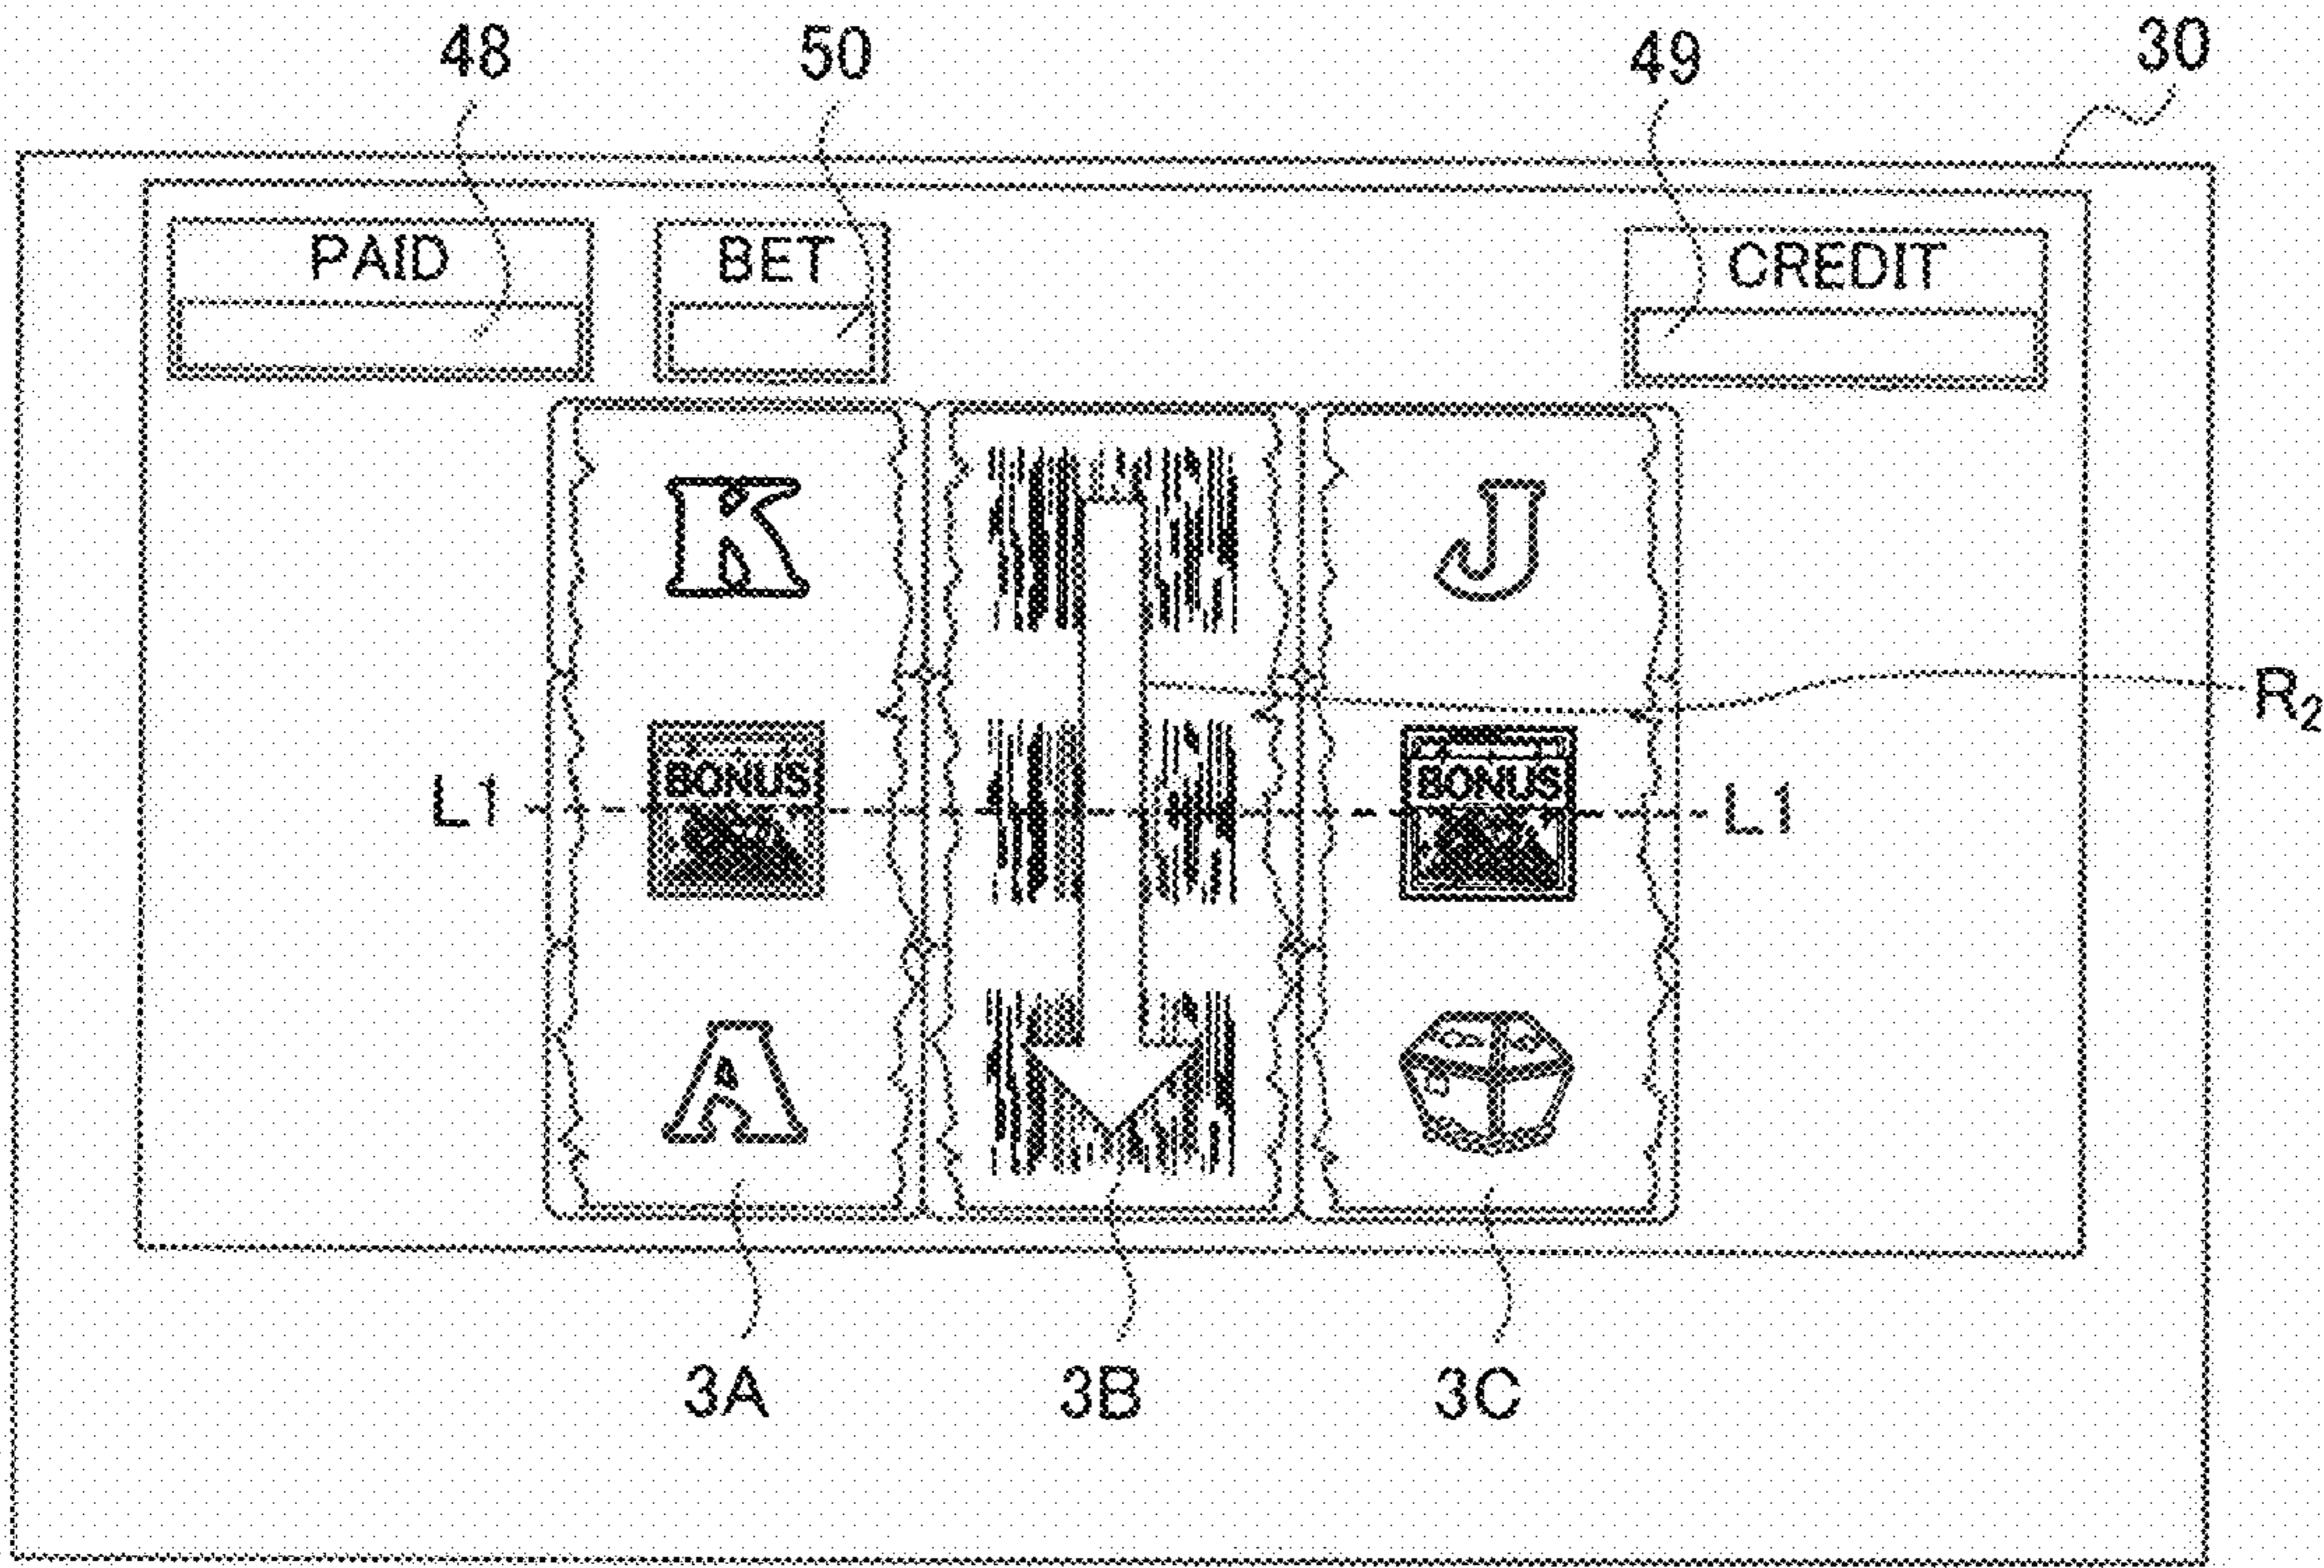 48 50 49 30
PAID BET CREDIT
K J
R2
BONUS BONUS
L1 L1
A
3A 3B 3C